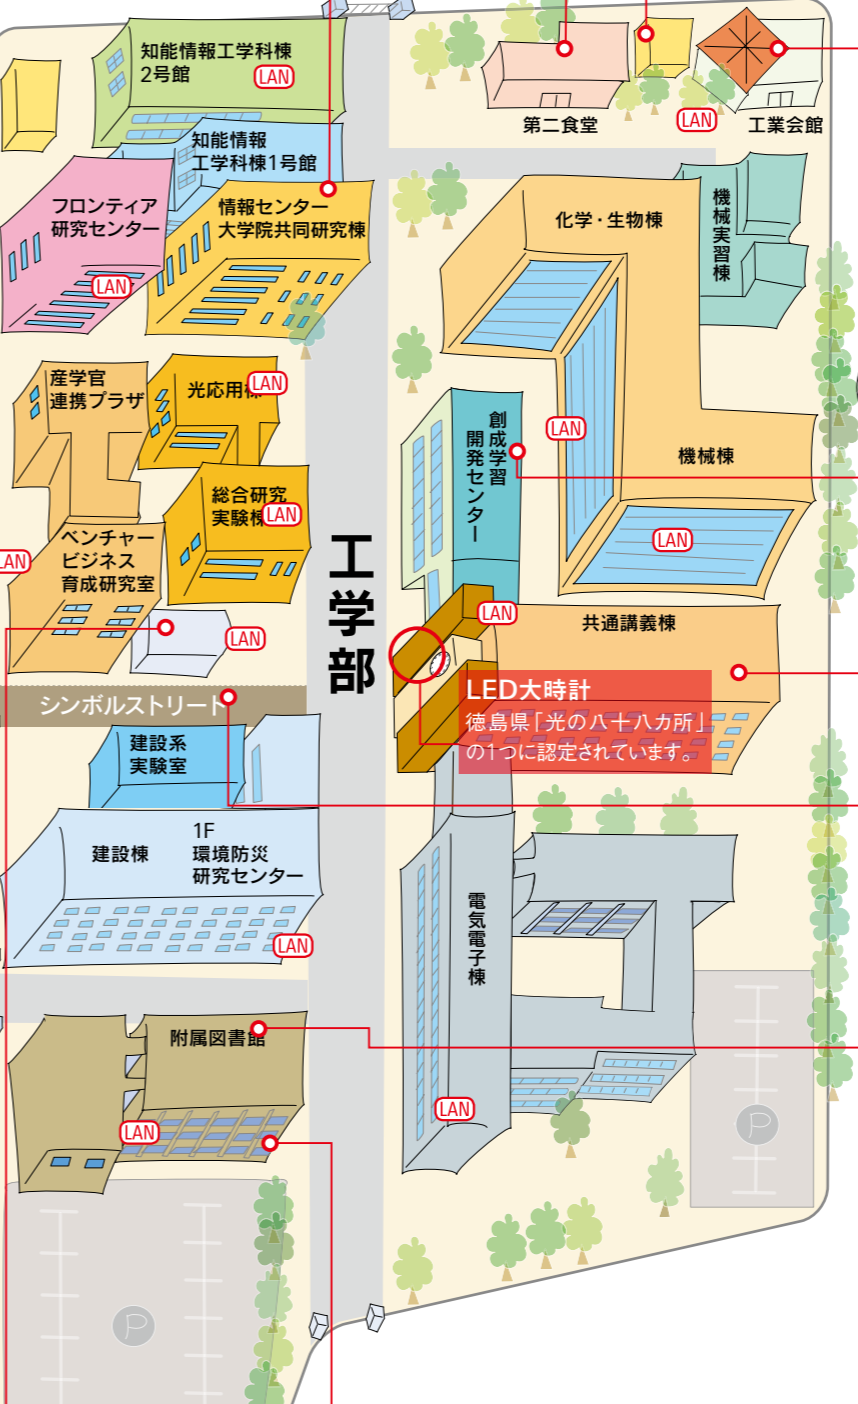 知能情報工学科棟
2号館
LAN
知能情報
工学科棟1号館
フロンティア
研究センター
LAN
情報センター
大学院共同研究棟
第二食堂
LAN
工業会館
化学・生物棟
機械実習棟
産学官
連携プラザ
光応用棟
LAN
創成学習
開発センター
LAN
機械棟
LAN
総合研究
実験棟
LAN
LAN
ベンチャー
ビジネス
育成研究室
LAN
工学部
LAN
共通講義棟
LED大時計
徳島県「光の八十八カ所」
の1つに認定されています。
シンボルストリート
建設系
実験室
建設棟
1F
環境防災
研究センター
LAN
電気電子棟
LAN
附属図書館
LAN
P
P